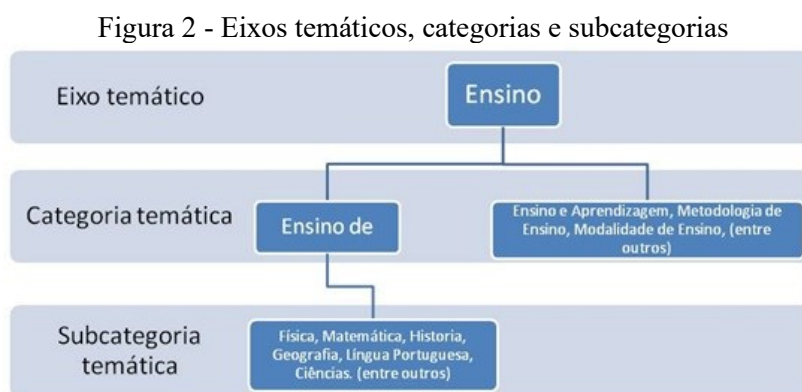 Figura 2 - Eixos temáticos, categorias e subcategorias
Eixo temático
Ensino
Categoria temática
Ensino de
Ensino e Aprendizagem, Metodologia de
Ensino, Modalidade de Ensino, (entre
outros)
Subcategoria
temática
Física, Matemática, Historia,
Geografia, Língua Portuguesa,
Ciências. (entre outros)